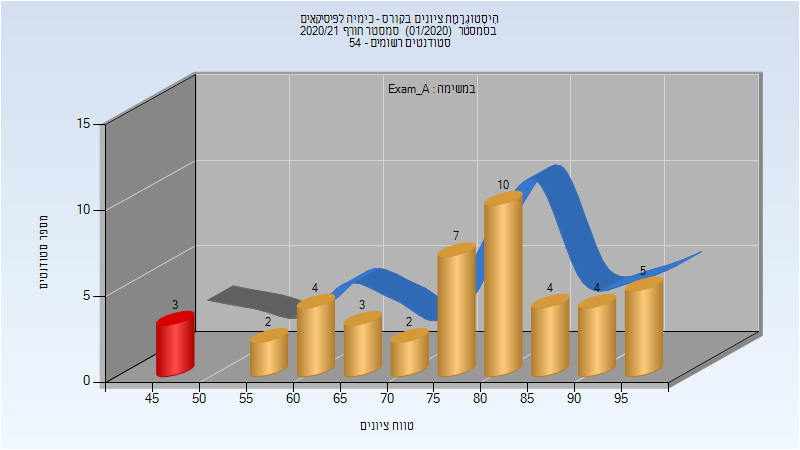 היסטוגרמת ציונים בקורס - כימיה לפיסיקאים
בסמסטר (01/2020) סמסטר חורף 2020/21
סטודנטים רשומים - 54
במשימה : Exam_A
מספר סטודנטים
15
10
5
0
3
2
4
3
2
7
10
4
4
5
45 50 55 60 65 70 75 80 85 90 95
טווח ציונים